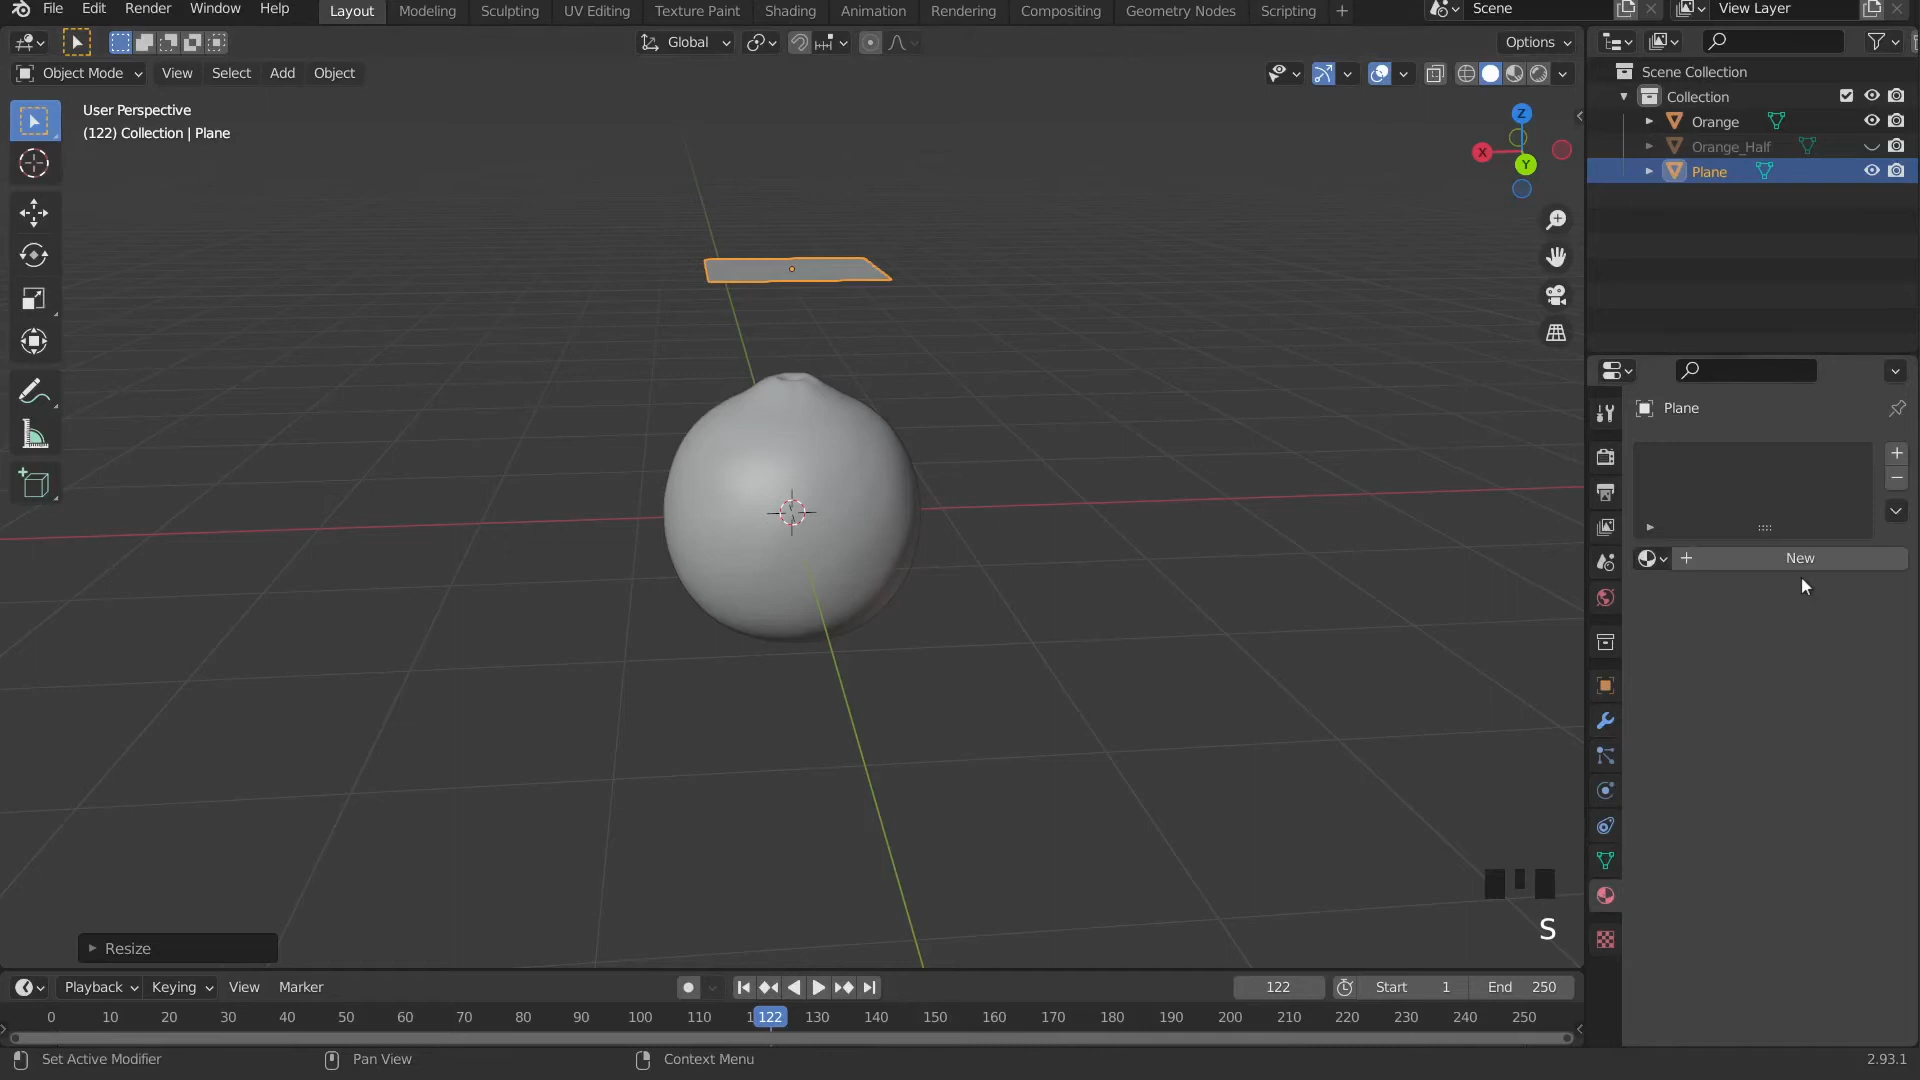 File Edit Render Window Help Layout Modeling Sculpting UV Editing Texture Paint Shading Animation Rendering Compositing Geometry Nodes Scripting + Scene View Layer
Global Options
Object Mode View Select Add Object
User Perspective
(122) Collection | Plane
Z
X
Y
Scene Collection
Collection
Orange
Orange_Half
Plane
Plane
New
S
Resize
Playback Keying View Marker 122 Start 1 End 250
0 10 20 30 40 50 60 70 80 90 100 110 122 130 140 150 160 170 180 190 200 210 220 230 240 250
Set Active Modifier Pan View Context Menu 2.93.1